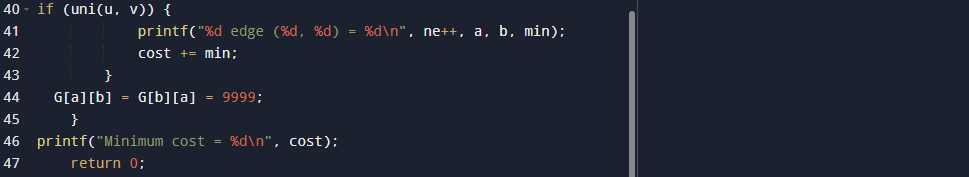 40 if (uni(u, v)) {
41 printf("%d edge (%d, %d) = %d\n", ne++, a, b, min);
42 cost += min;
43 }
44 G[a][b] = G[b][a] = 9999;
45 }
46 printf("Minimum cost = %d\n", cost);
47 return 0;